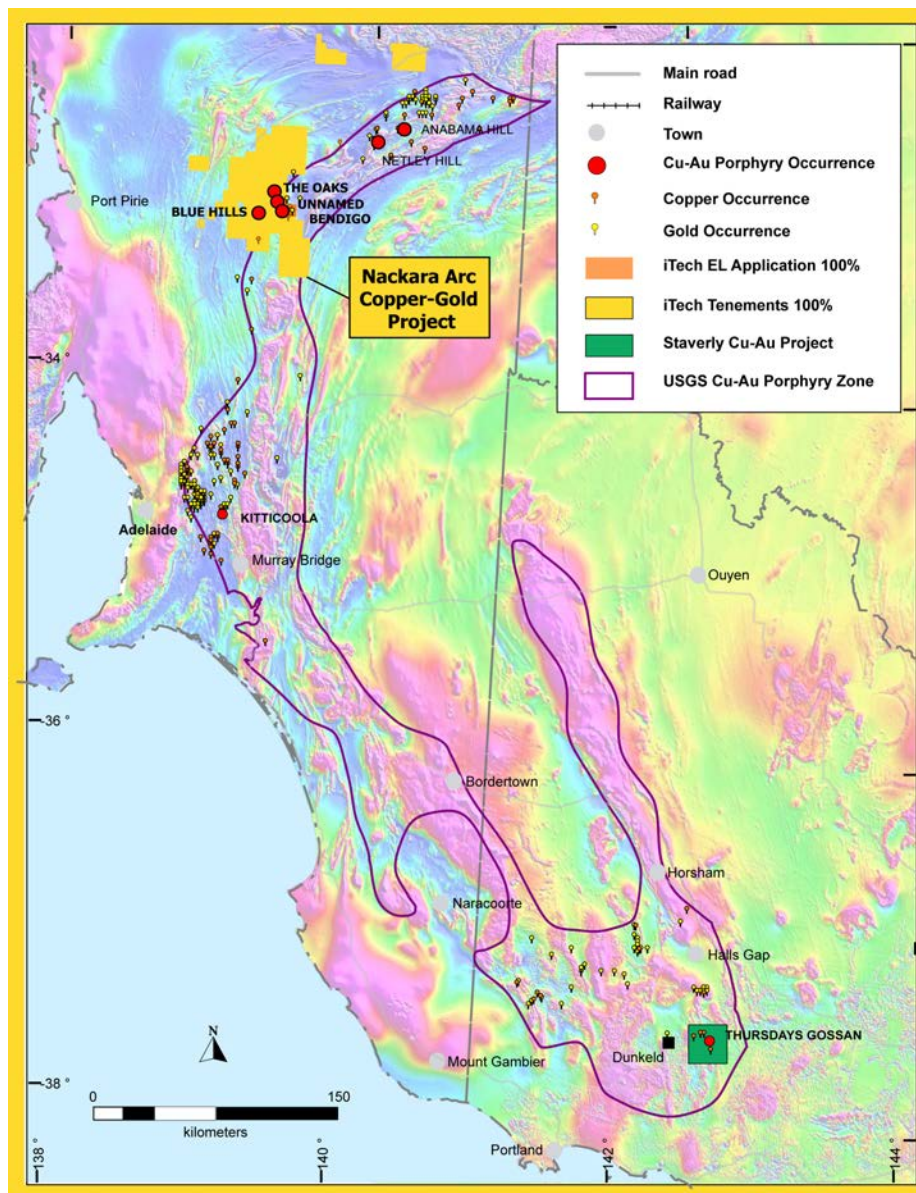 Main road
Railway
Town
Cu-Au Porphyry Occurrence
Copper Occurrence
Gold Occurrence
iTech EL Application 100%
iTech Tenements 100%
Staverly Cu-Au Project
USGS Cu-Au Porphyry Zone
ANABAMA HILL
NETLEY HILL
THE OAKS
UNNAMED
BLUE HILLS
BENDIGO
Port Pirie
Nackara Arc
Copper-Gold
Project
-34
KITTICOOLA
Adelaide
Murray Bridge
Ouyen
-36°
Bordertown
Horsham
Naracoorte
Halls Gap
THURSDAYS GOSSAN
Dunkeld
N
Mount Gambier
-38°
0 150
kilometers
Portland
138°
140°
142°
144°